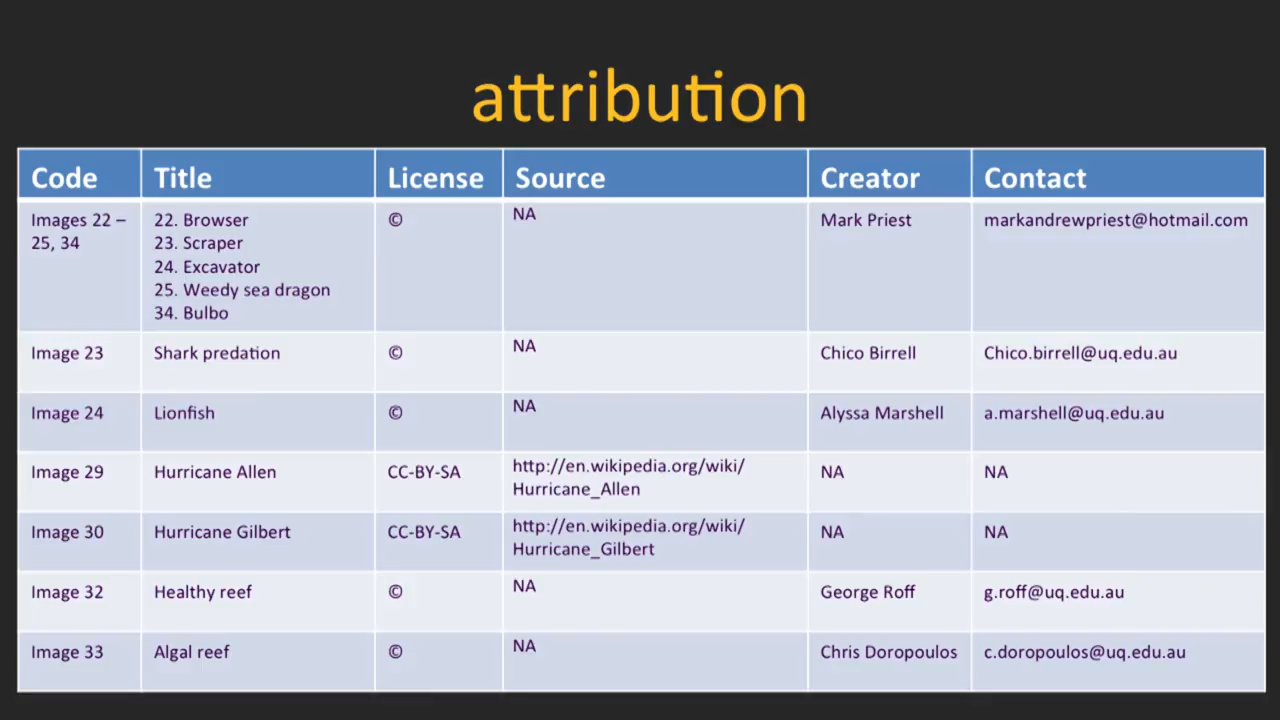 attribution
Code Title License Source Creator Contact
Images 22 – 25, 34 22. Browser © NA Mark Priest markandrewpriest@hotmail.com
23. Scraper
24. Excavator
25. Weedy sea dragon
34. Bulbo
Image 23 Shark predation © NA Chico Birrell Chico.birrell@uq.edu.au
Image 24 Lionfish © NA Alyssa Marshell a.marshell@uq.edu.au
Image 29 Hurricane Allen CC-BY-SA http://en.wikipedia.org/wiki/ NA NA
Hurricane_Allen
Image 30 Hurricane Gilbert CC-BY-SA http://en.wikipedia.org/wiki/ NA NA
Hurricane_Gilbert
Image 32 Healthy reef © NA George Roff g.roff@uq.edu.au
Image 33 Algal reef © NA Chris Doropoulos c.doropoulos@uq.edu.au